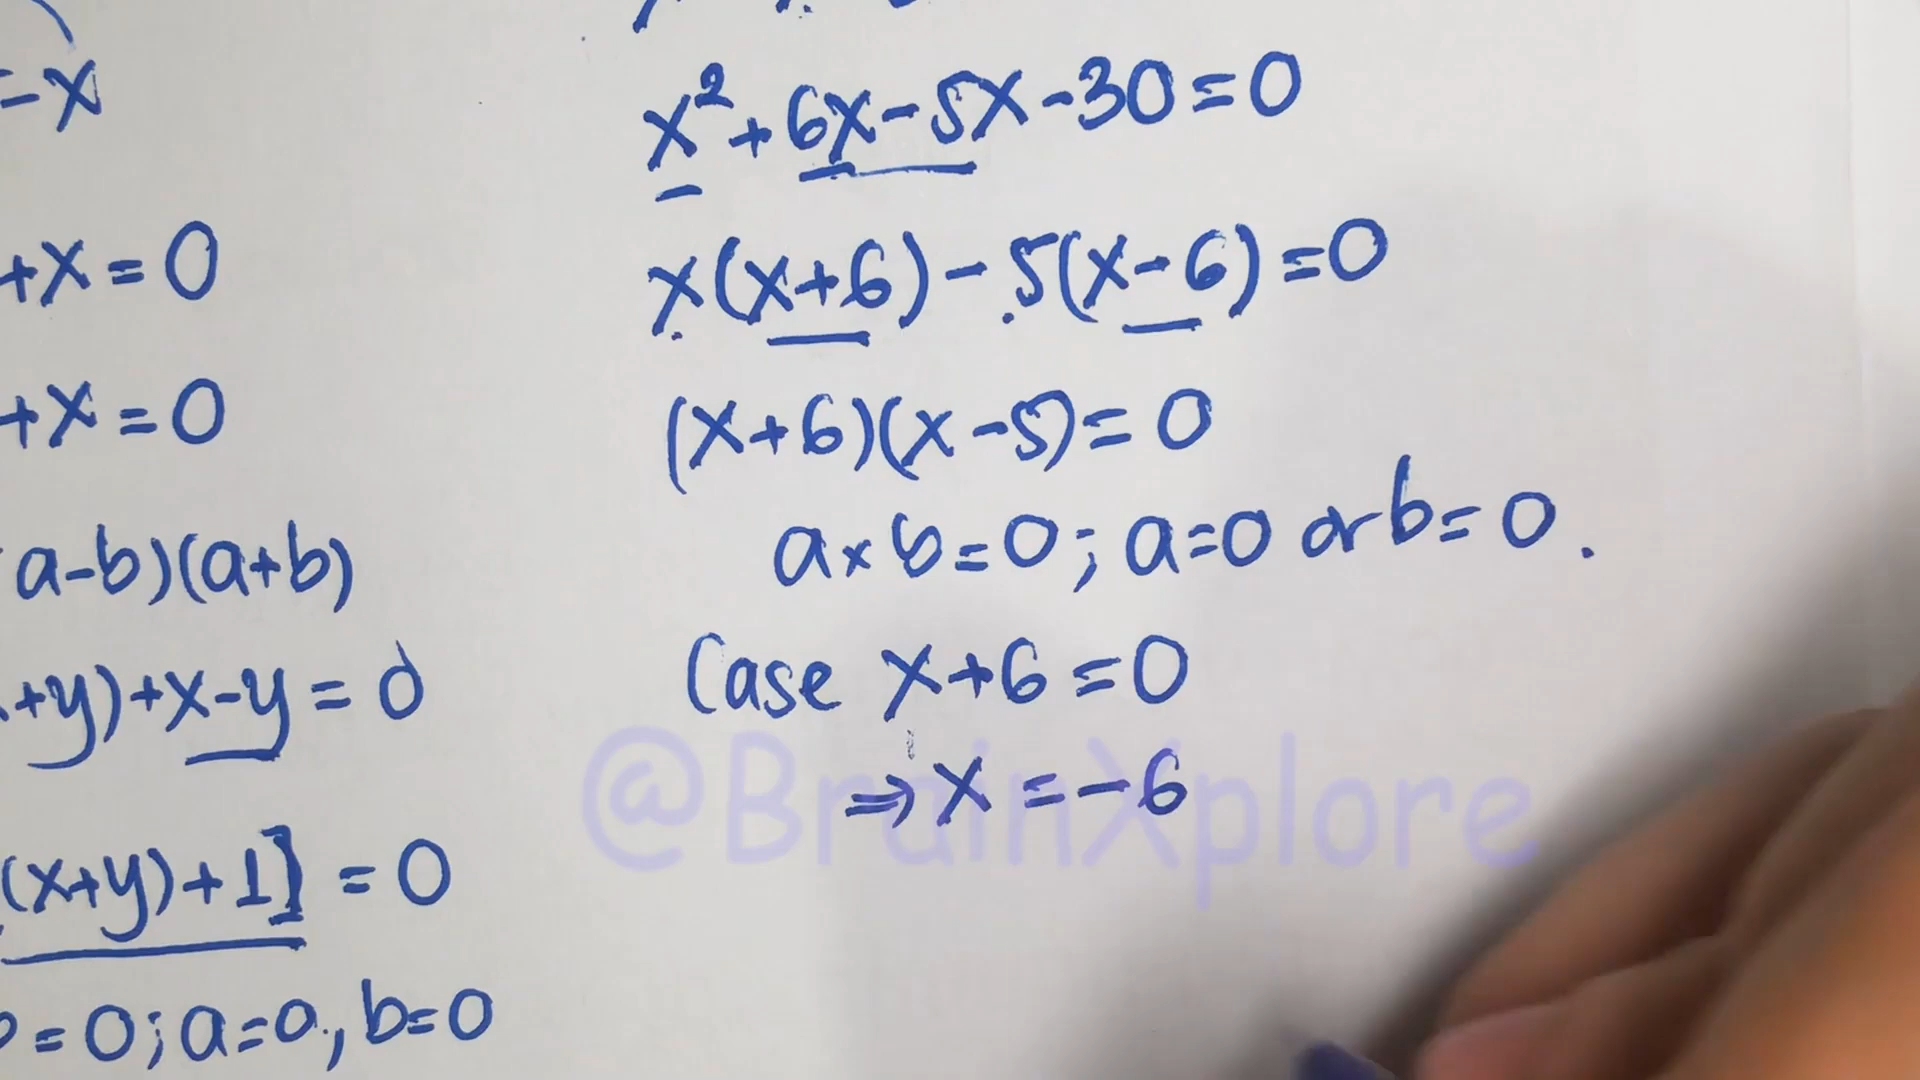 =-x
+x=0
+x=0
a-b)(a+b)
+y)+x-y=0
(x+y)+1]=0
=0; a=0, b=0
x²+6x-5x-30=0
x(x+6)-5(x-6)=0
(x+6)(x-5)=0
a×b=0; a=0 or b=0.
Case x+6=0
⇒x=-6
@BrainXplore